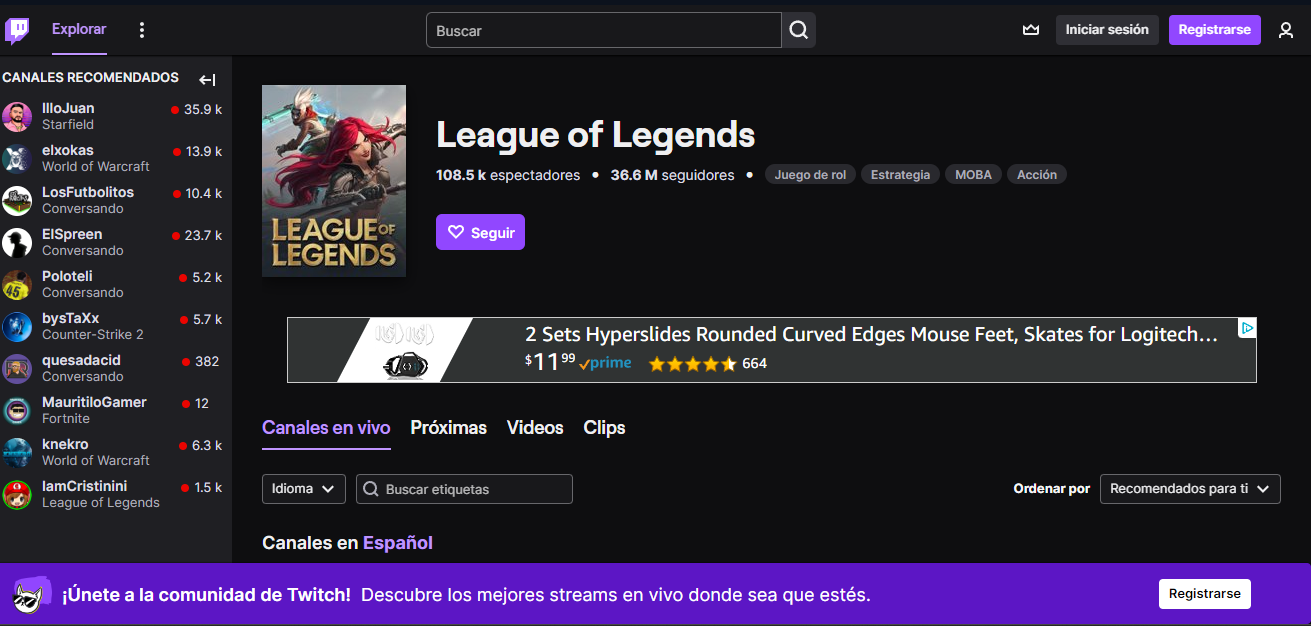 Explorar
Buscar
Iniciar sesión
Registrarse
CANALES RECOMENDADOS
IlloJuan 35.9 k
Starfield
elxokas 13.9 k
World of Warcraft
LosFutbolitos 10.4 k
Conversando
ElSpreen 23.7 k
Conversando
Poloteli 5.2 k
Conversando
bysTaXx 5.7 k
Counter-Strike 2
quesadacid 382
Conversando
MauritiloGamer 12
Fortnite
knekro 6.3 k
World of Warcraft
IamCristinini 1.5 k
League of Legends
45
LEAGUE OF
LEGENDS
League of Legends
108.5 k espectadores • 36.6 M seguidores • Juego de rol Estrategia MOBA Acción
Seguir
2 Sets Hyperslides Rounded Curved Edges Mouse Feet, Skates for Logitech…
$11.99 prime 664
Canales en vivo Próximas Videos Clips
Idioma Buscar etiquetas Ordenar por Recomendados para ti
Canales en Español
¡Únete a la comunidad de Twitch! Descubre los mejores streams en vivo donde sea que estés. Registrarse